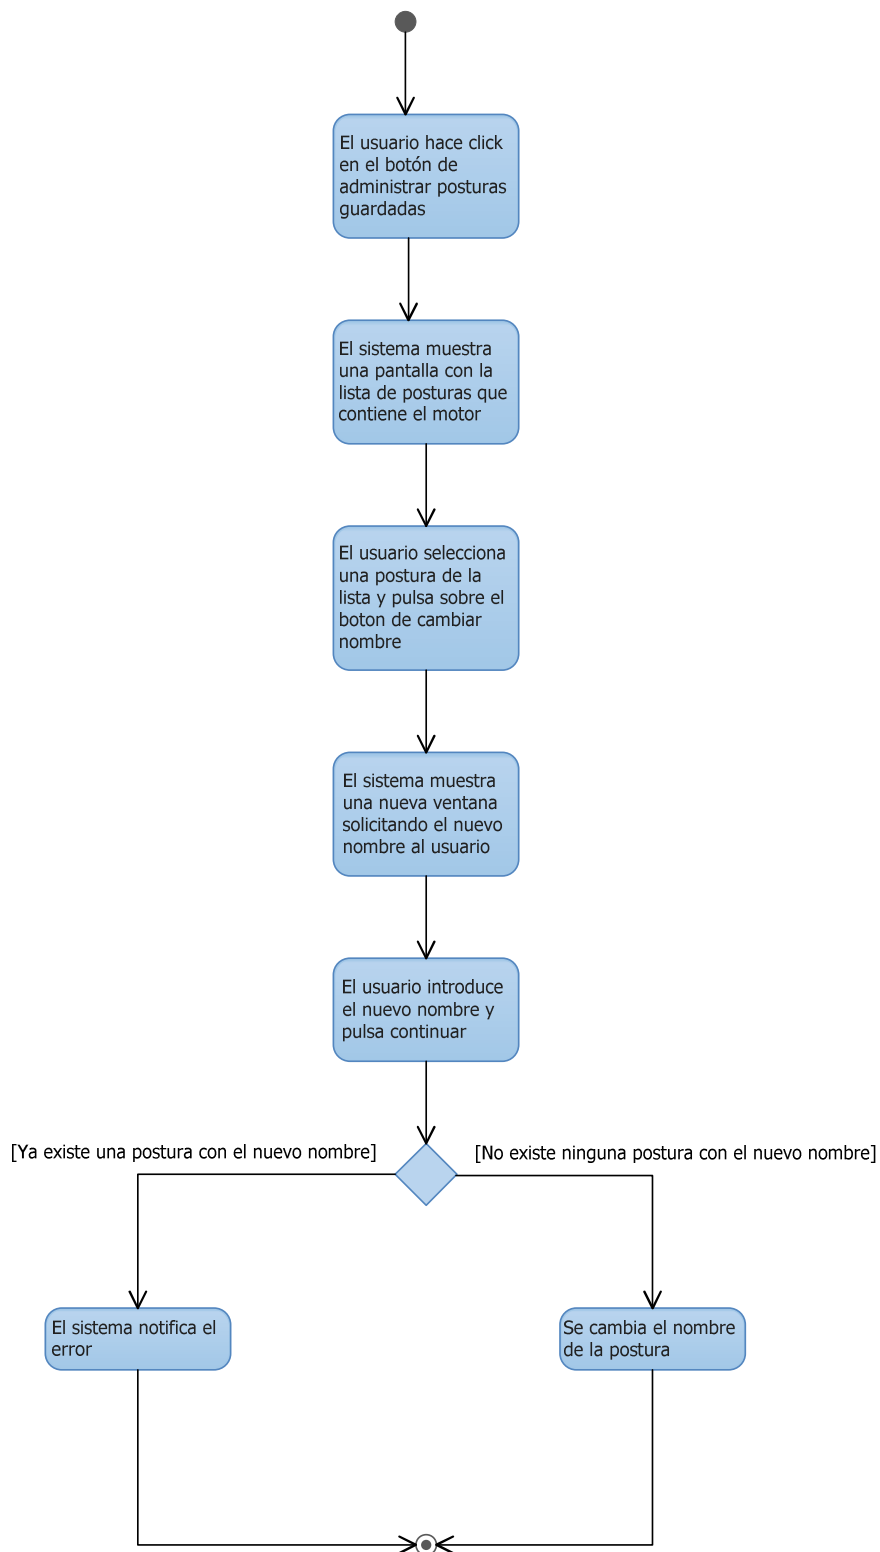 El usuario hace click
en el botón de
administrar posturas
guardadas
El sistema muestra
una pantalla con la
lista de posturas que
contiene el motor
El usuario selecciona
una postura de la
lista y pulsa sobre el
boton de cambiar
nombre
El sistema muestra
una nueva ventana
solicitando el nuevo
nombre al usuario
El usuario introduce
el nuevo nombre y
pulsa continuar
[Ya existe una postura con el nuevo nombre]
[No existe ninguna postura con el nuevo nombre]
El sistema notifica el
error
Se cambia el nombre
de la postura